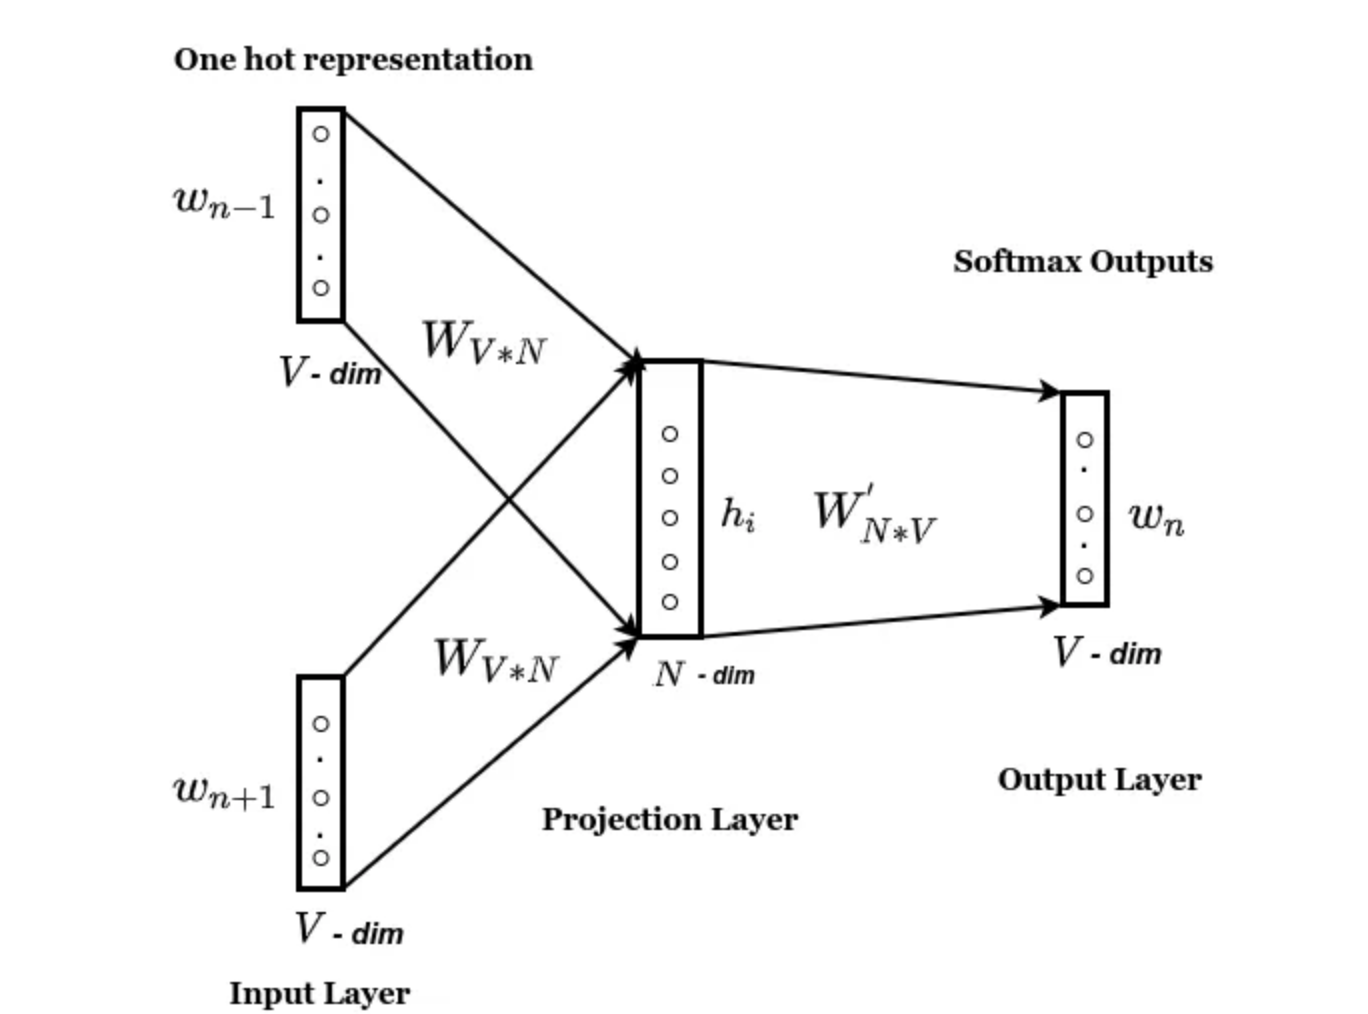 One hot representation
w_{n-1}
Softmax Outputs
W_{V*N}
V - dim
h_i
W'_{N*V}
w_n
W_{V*N}
N - dim
V - dim
w_{n+1}
Output Layer
Projection Layer
V - dim
Input Layer